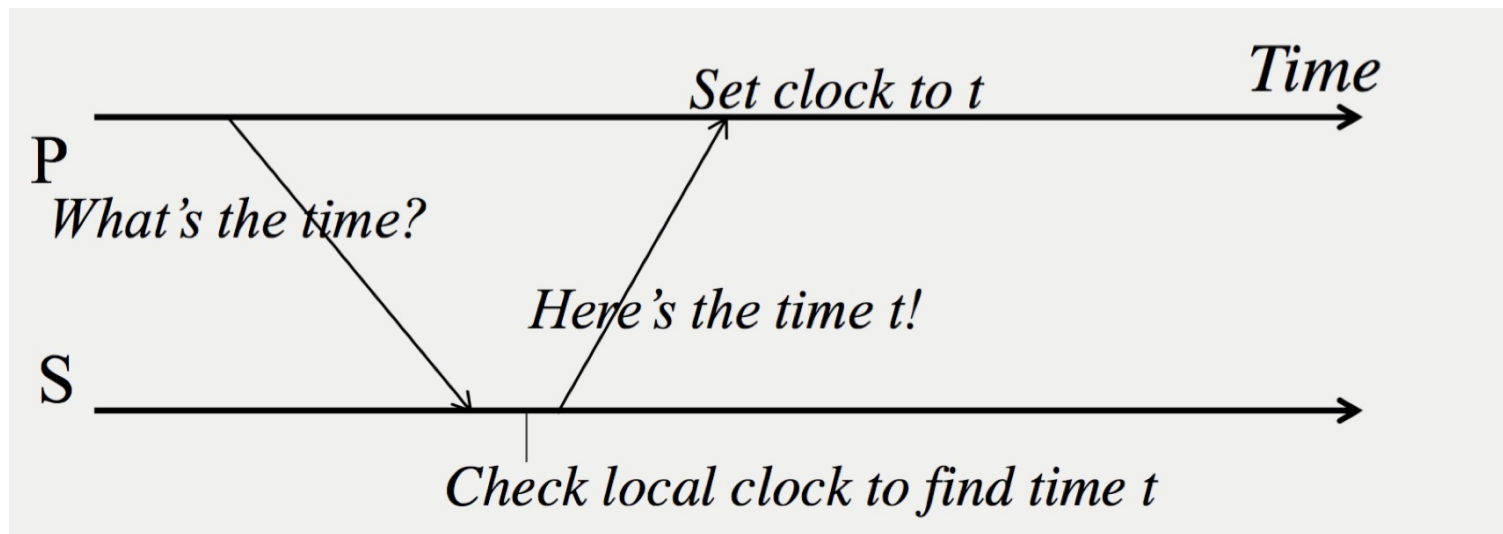 Time
Set clock to t
P
What's the time?
Here's the time t!
S
Check local clock to find time t